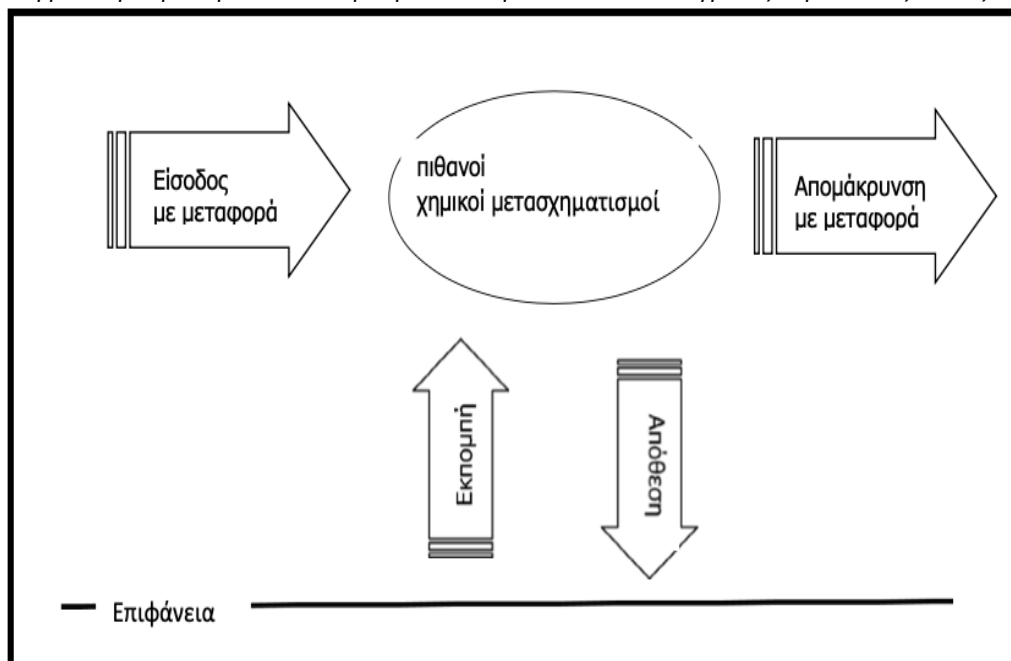 Είσοδος
με μεταφορά
πιθανοί
χημικοί μετασχηματισμοί
Απομάκρυνση
με μεταφορά
Εκπομπή
Απόθεση
Επιφάνεια